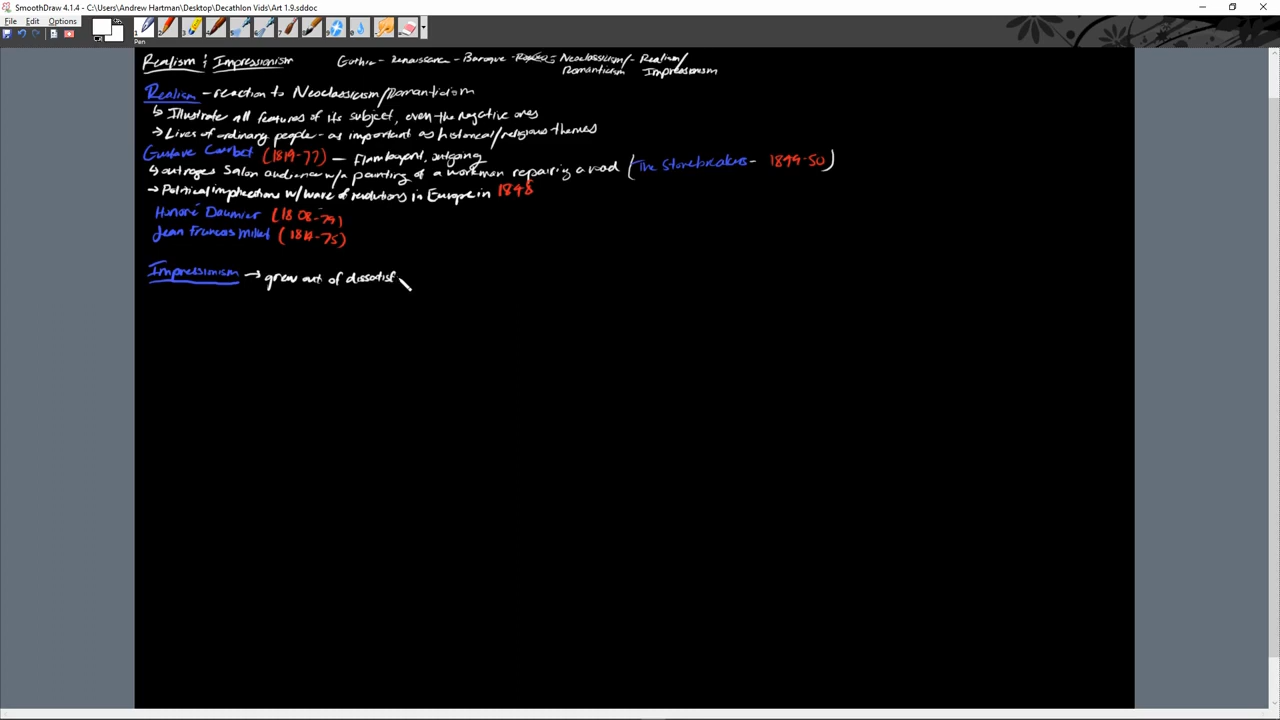 SmoothDraw 4.1.4 - C:\Users\Andrew Hartman\Desktop\Decathlon Vids\Art 1.9.sddoc
File Edit Options
Pen
Realism & Impressionism Gothic - Renaissance - Baroque - Rococo - Neoclassicism/ - Realism/
Romanticism Impressionism
Realism - reaction to Neoclassicism/Romanticism
↳ Illustrate all features of its subject, even the negative ones
→ Lives of ordinary people - as important as historical/religious themes
Gustave Courbet (1819-77) - Flamboyant, outgoing
↳ outrages Salon audience w/a painting of a workman repairing a road (The Stonebreakers - 1849-50)
→ Political implications w/ wave of revolutions in Europe in 1848
Honoré Daumier (1808-79)
Jean Francois Millet (1814-75)
Impressionism → grew out of dissatisf